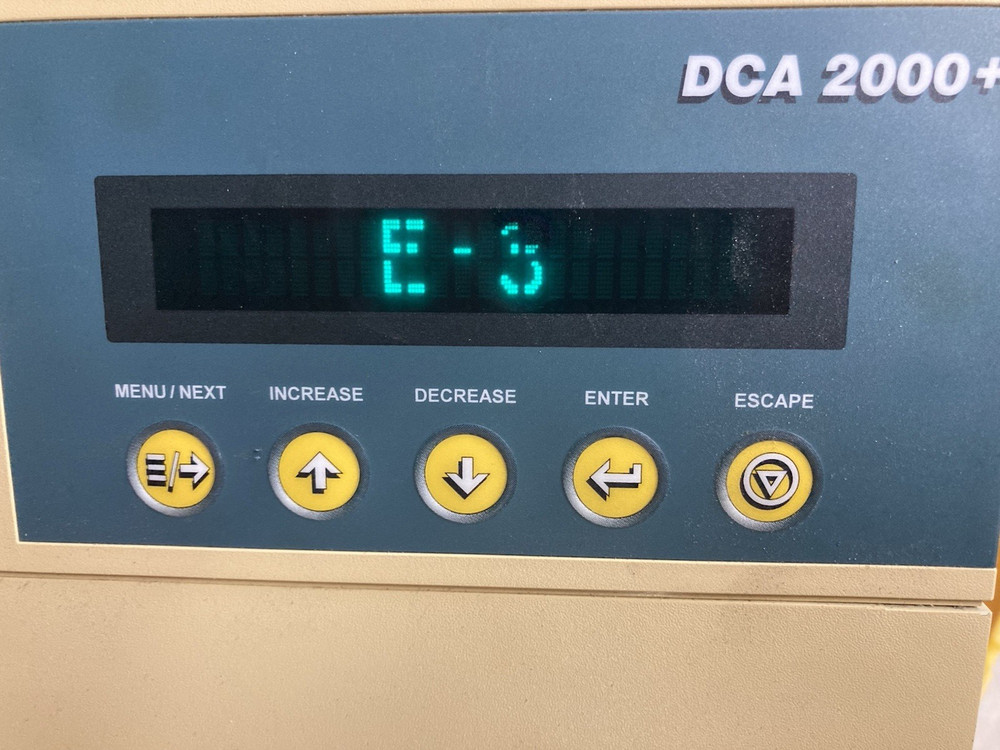 DCA 2000+
E - 3
MENU / NEXT INCREASE DECREASE ENTER ESCAPE